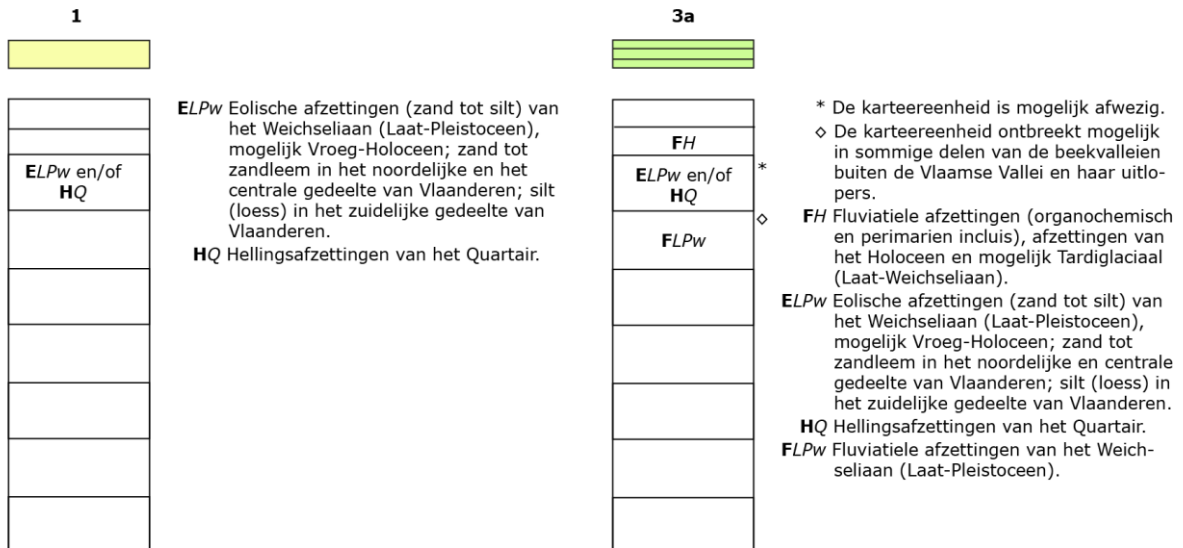 1
ELPw en/of
HQ
ELPw Eolische afzettingen (zand tot silt) van
het Weichseliaan (Laat-Pleistoceen),
mogelijk Vroeg-Holoceen; zand tot
zandleem in het noordelijke en het
centrale gedeelte van Vlaanderen; silt
(loess) in het zuidelijke gedeelte van
Vlaanderen.
HQ Hellingsafzettingen van het Quartair.
3a
FH
ELPw en/of
HQ
*
◇
FLPw
* De karteereenheid is mogelijk afwezig.
◇ De karteereenheid ontbreekt mogelijk
in sommige delen van de beekvalleien
buiten de Vlaamse Vallei en haar uitlo-
pers.
FH Fluviatiele afzettingen (organochemisch
en perimarien incluis), afzettingen van
het Holoceen en mogelijk Tardiglaciaal
(Laat-Weichseliaan).
ELPw Eolische afzettingen (zand tot silt) van
het Weichseliaan (Laat-Pleistoceen),
mogelijk Vroeg-Holoceen; zand tot
zandleem in het noordelijke en centrale
gedeelte van Vlaanderen; silt (loess) in
het zuidelijke gedeelte van Vlaanderen.
HQ Hellingsafzettingen van het Quartair.
FLPw Fluviatiele afzettingen van het Weich-
seliaan (Laat-Pleistoceen).